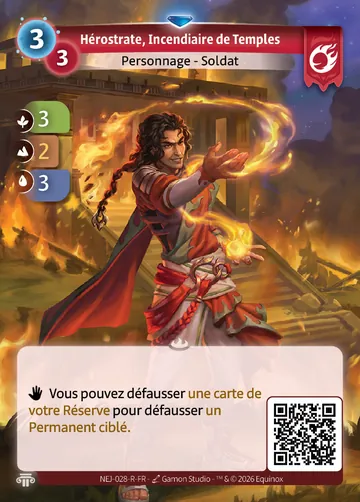 3
Hérostrate, Incendiaire de Temples
3
Personnage - Soldat
3
2
3
Vous pouvez défausser une carte de
votre Réserve pour défausser un
Permanent ciblé.
NEJ-028-R-FR - Gamon Studio - ™ & © 2026 Equinox